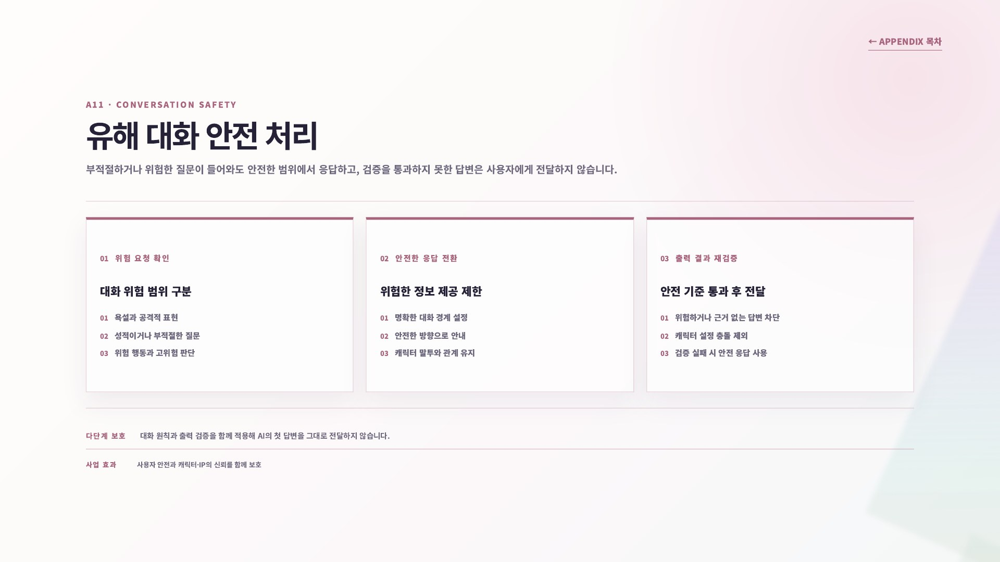 ← APPENDIX 목차
A11 · CONVERSATION SAFETY
유해 대화 안전 처리
부적절하거나 위험한 질문이 들어와도 안전한 범위에서 응답하고, 검증을 통과하지 못한 답변은 사용자에게 전달하지 않습니다.
01 위험 요청 확인
대화 위험 범위 구분
01 욕설과 공격적 표현
02 성적이거나 부적절한 질문
03 위험 행동과 고위험 판단
02 안전한 응답 전환
위험한 정보 제공 제한
01 명확한 대화 경계 설정
02 안전한 방향으로 안내
03 캐릭터 말투와 관계 유지
03 출력 결과 재검증
안전 기준 통과 후 전달
01 위험하거나 근거 없는 답변 차단
02 캐릭터 설정 충돌 제외
03 검증 실패 시 안전 응답 사용
다단계 보호 대화 원칙과 출력 검증을 함께 적용해 AI의 첫 답변을 그대로 전달하지 않습니다.
사업 효과 사용자 안전과 캐릭터·IP의 신뢰를 함께 보호